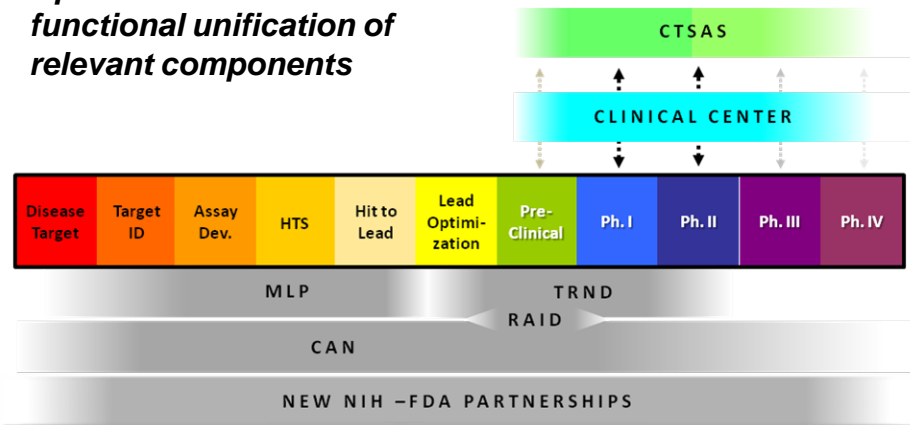 functional unification of
relevant components
CTSAS
CLINICAL CENTER
Disease
Target
Target
ID
Assay
Dev.
HTS
Hit to
Lead
Lead
Optimi-
zation
Pre-
Clinical
Ph. I
Ph. II
Ph. III
Ph. IV
MLP
TRND
RAID
CAN
NEW NIH –FDA PARTNERSHIPS